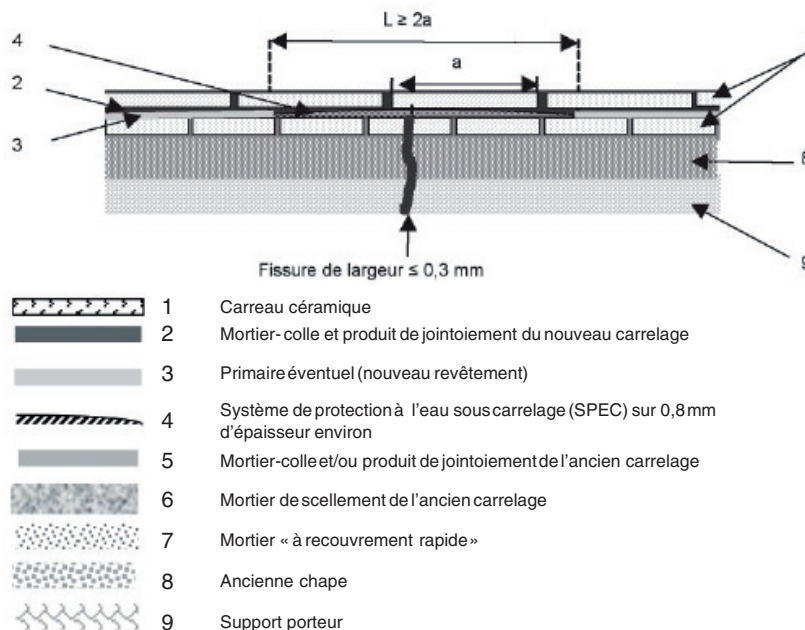 L ≥ 2a
4
a
2
3
8
9
Fissure de largeur ≤ 0,3 mm
1 Carreau céramique
2 Mortier-colle et produit de jointoiement du nouveau carrelage
3 Primaire éventuel (nouveau revêtement)
4 Système de protection à l'eau sous carrelage (SPEC) sur 0,8 mm
d'épaisseur environ
5 Mortier-colle et/ou produit de jointoiement de l'ancien carrelage
6 Mortier de scellement de l'ancien carrelage
7 Mortier « à recouvrement rapide »
8 Ancienne chape
9 Support porteur